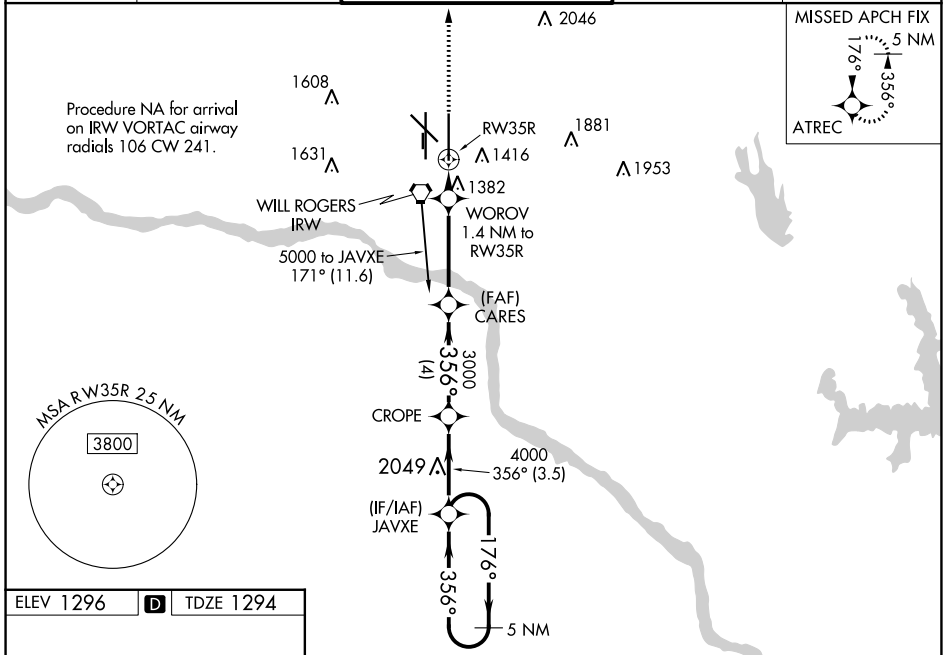 2046
MISSED APCH FIX
5 NM
176°
356°
ATREC
1608
Procedure NA for arrival
on IRW VORTAC airway
radials 106 CW 241.
RW35R
1881
1631
1416
1953
1382
WILL ROGERS
IRW
WOROV
1.4 NM to
RW35R
5000 to JAVXE
171° (11.6)
(FAF)
CARES
3000
356°
(4)
MSA RW35R 25 NM
3800
CROPE
2049
4000
356° (3.5)
(IF/IAF)
JAVXE
176°
356°
5 NM
ELEV 1296 D TDZE 1294